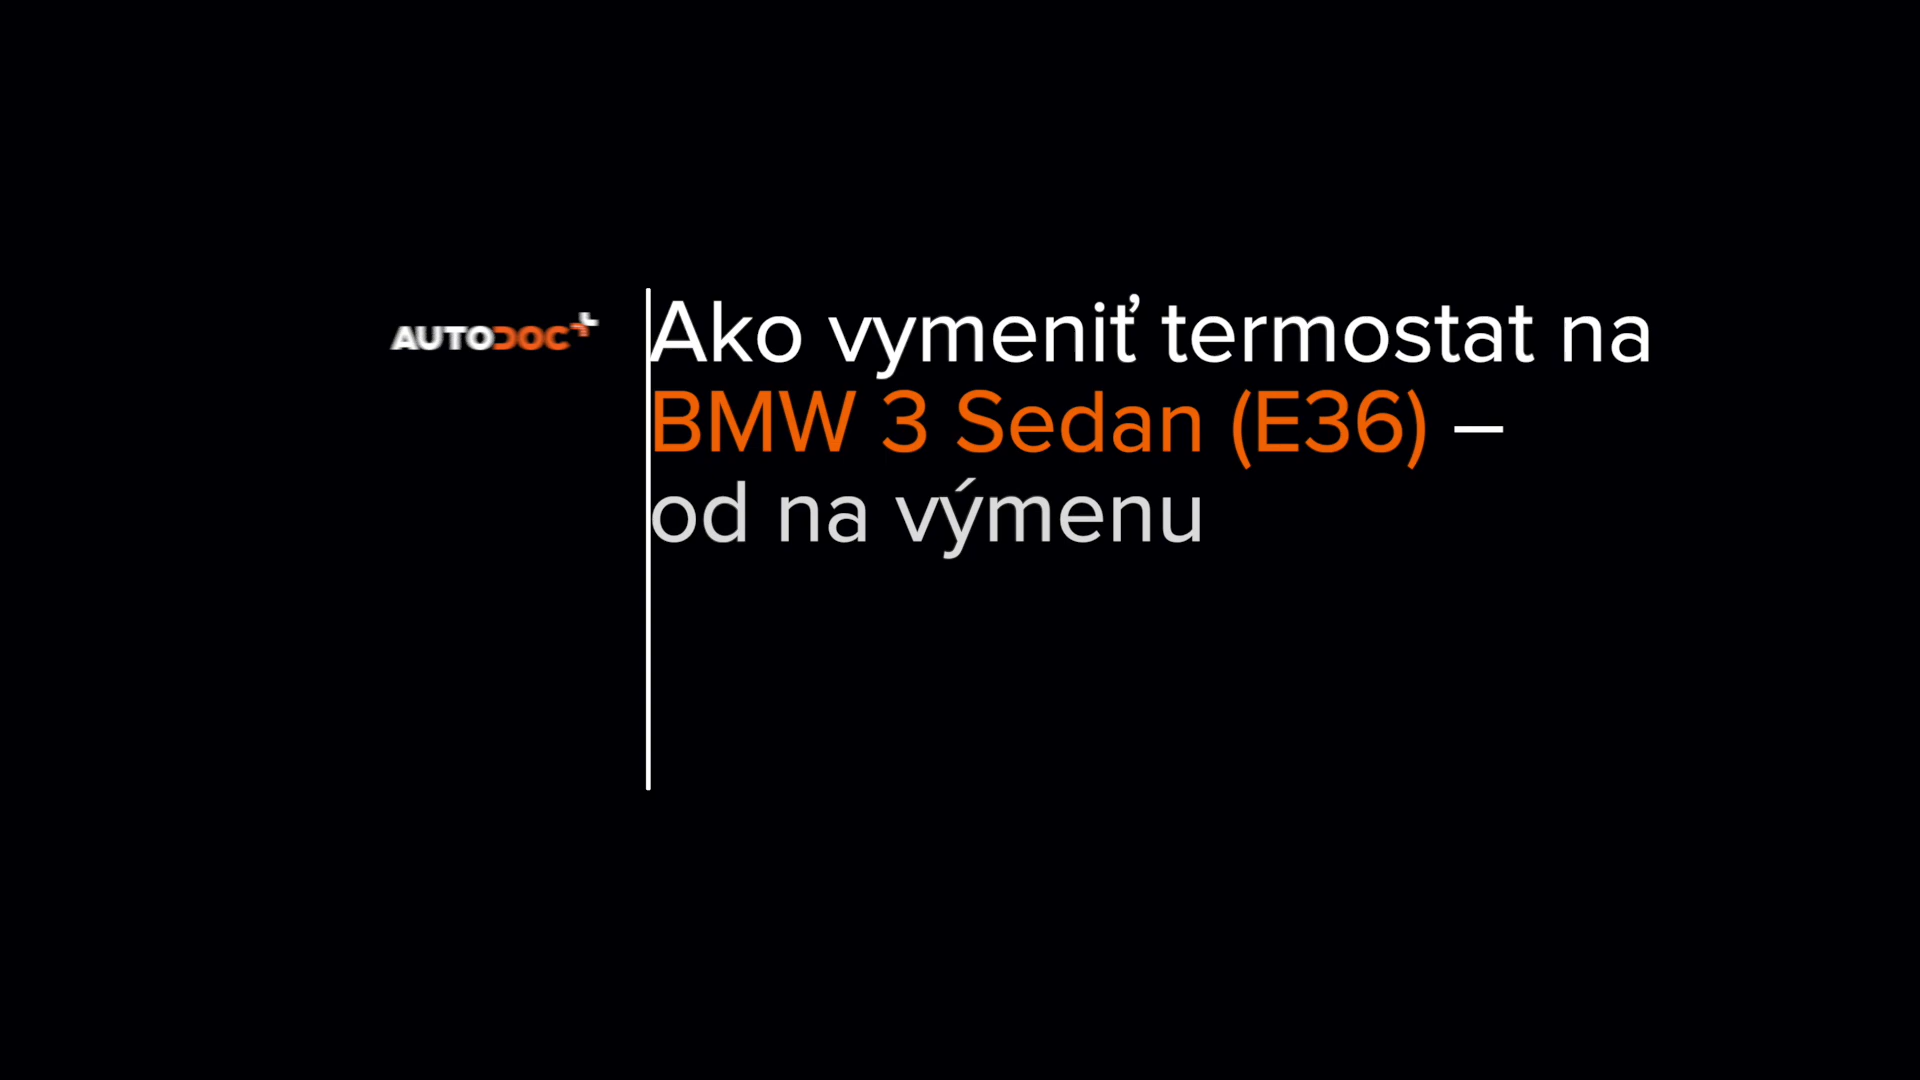 AUTODOC
Ako vymeniť termostat na
BMW 3 Sedan (E36) –
od na výmenu